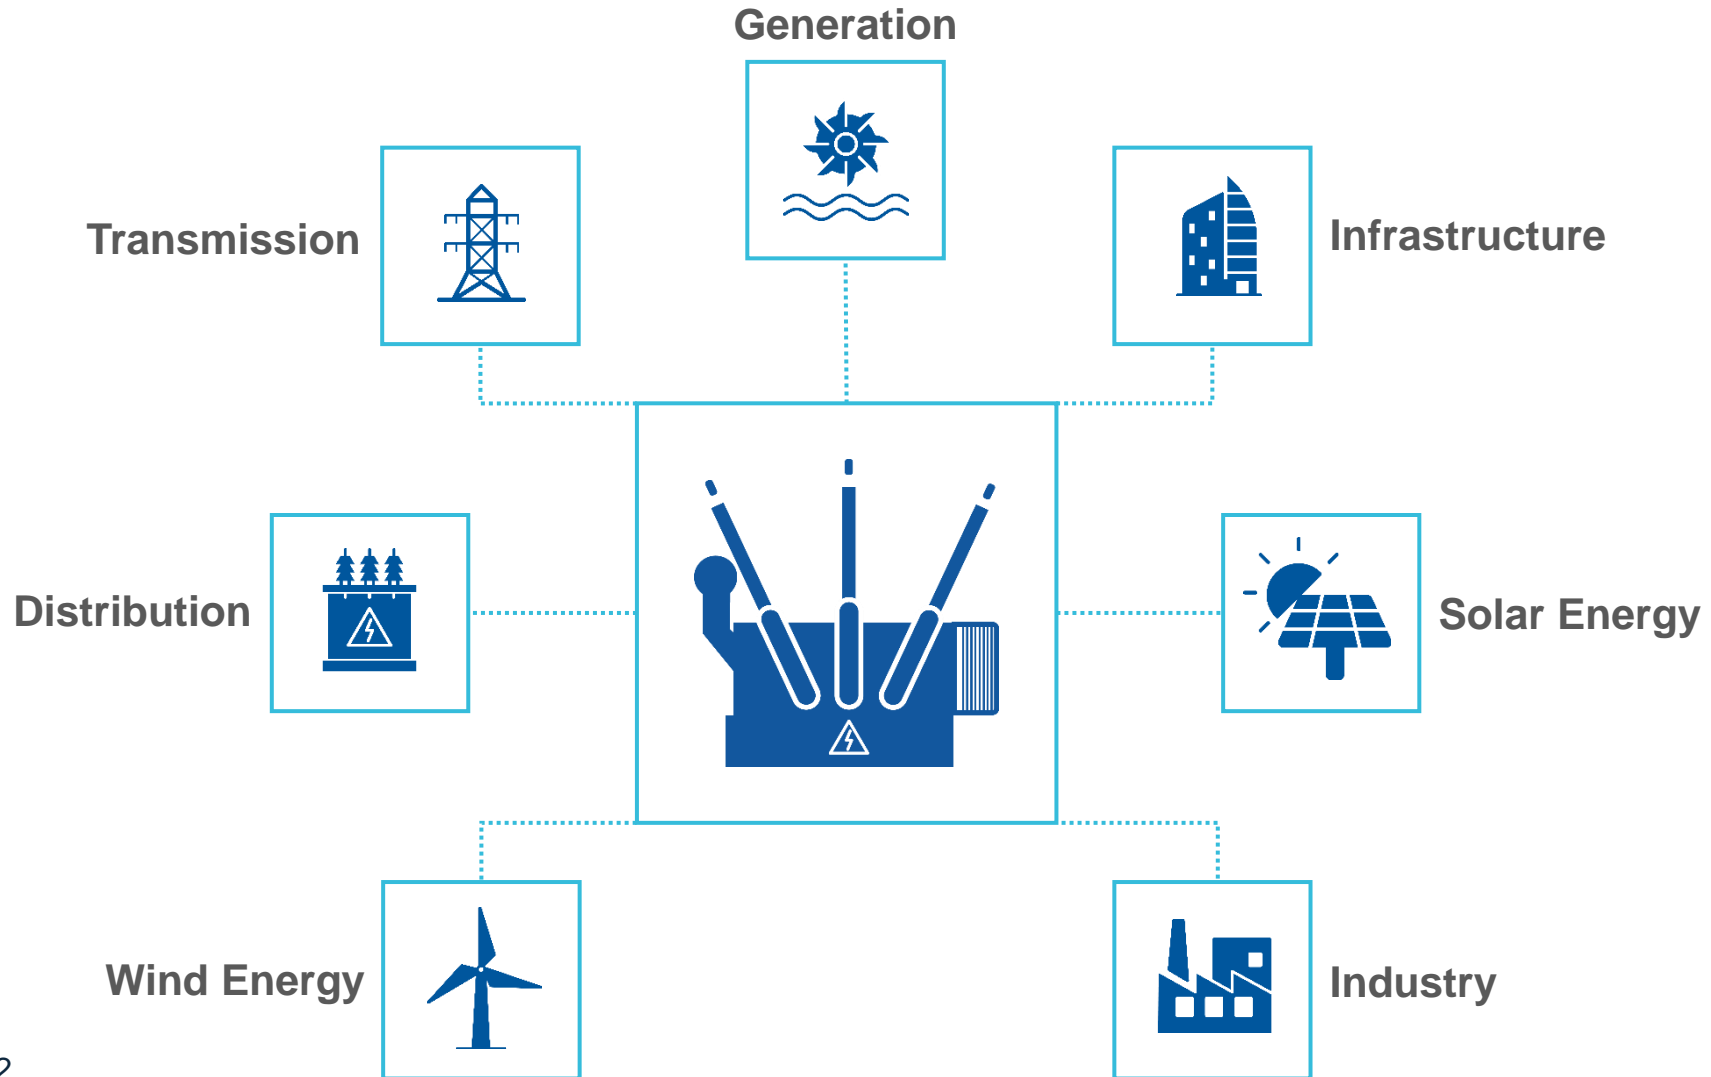 Generation
Transmission
Infrastructure
Distribution
Solar Energy
Wind Energy
Industry